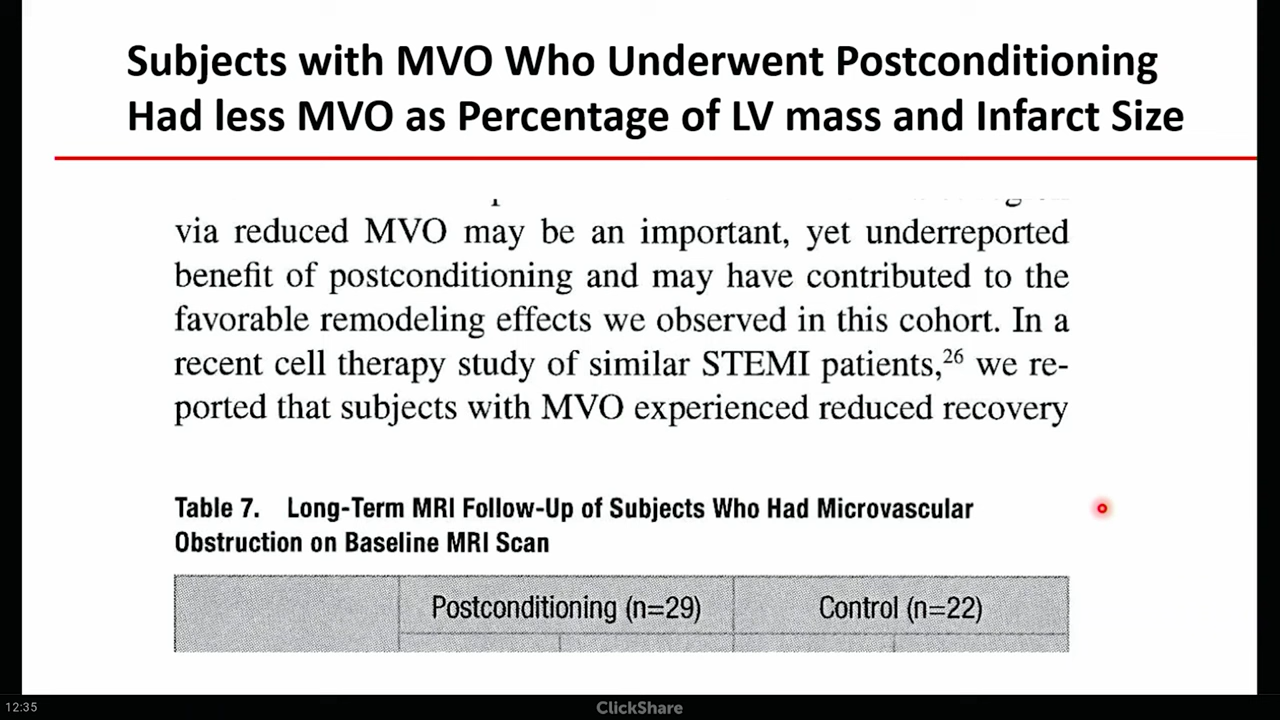 Subjects with MVO Who Underwent Postconditioning
Had less MVO as Percentage of LV mass and Infarct Size
via reduced MVO may be an important, yet underreported
benefit of postconditioning and may have contributed to the
favorable remodeling effects we observed in this cohort. In a
recent cell therapy study of similar STEMI patients,26 we re-
ported that subjects with MVO experienced reduced recovery
Table 7. Long-Term MRI Follow-Up of Subjects Who Had Microvascular
Obstruction on Baseline MRI Scan
Postconditioning (n=29) Control (n=22)
12:35 ClickShare